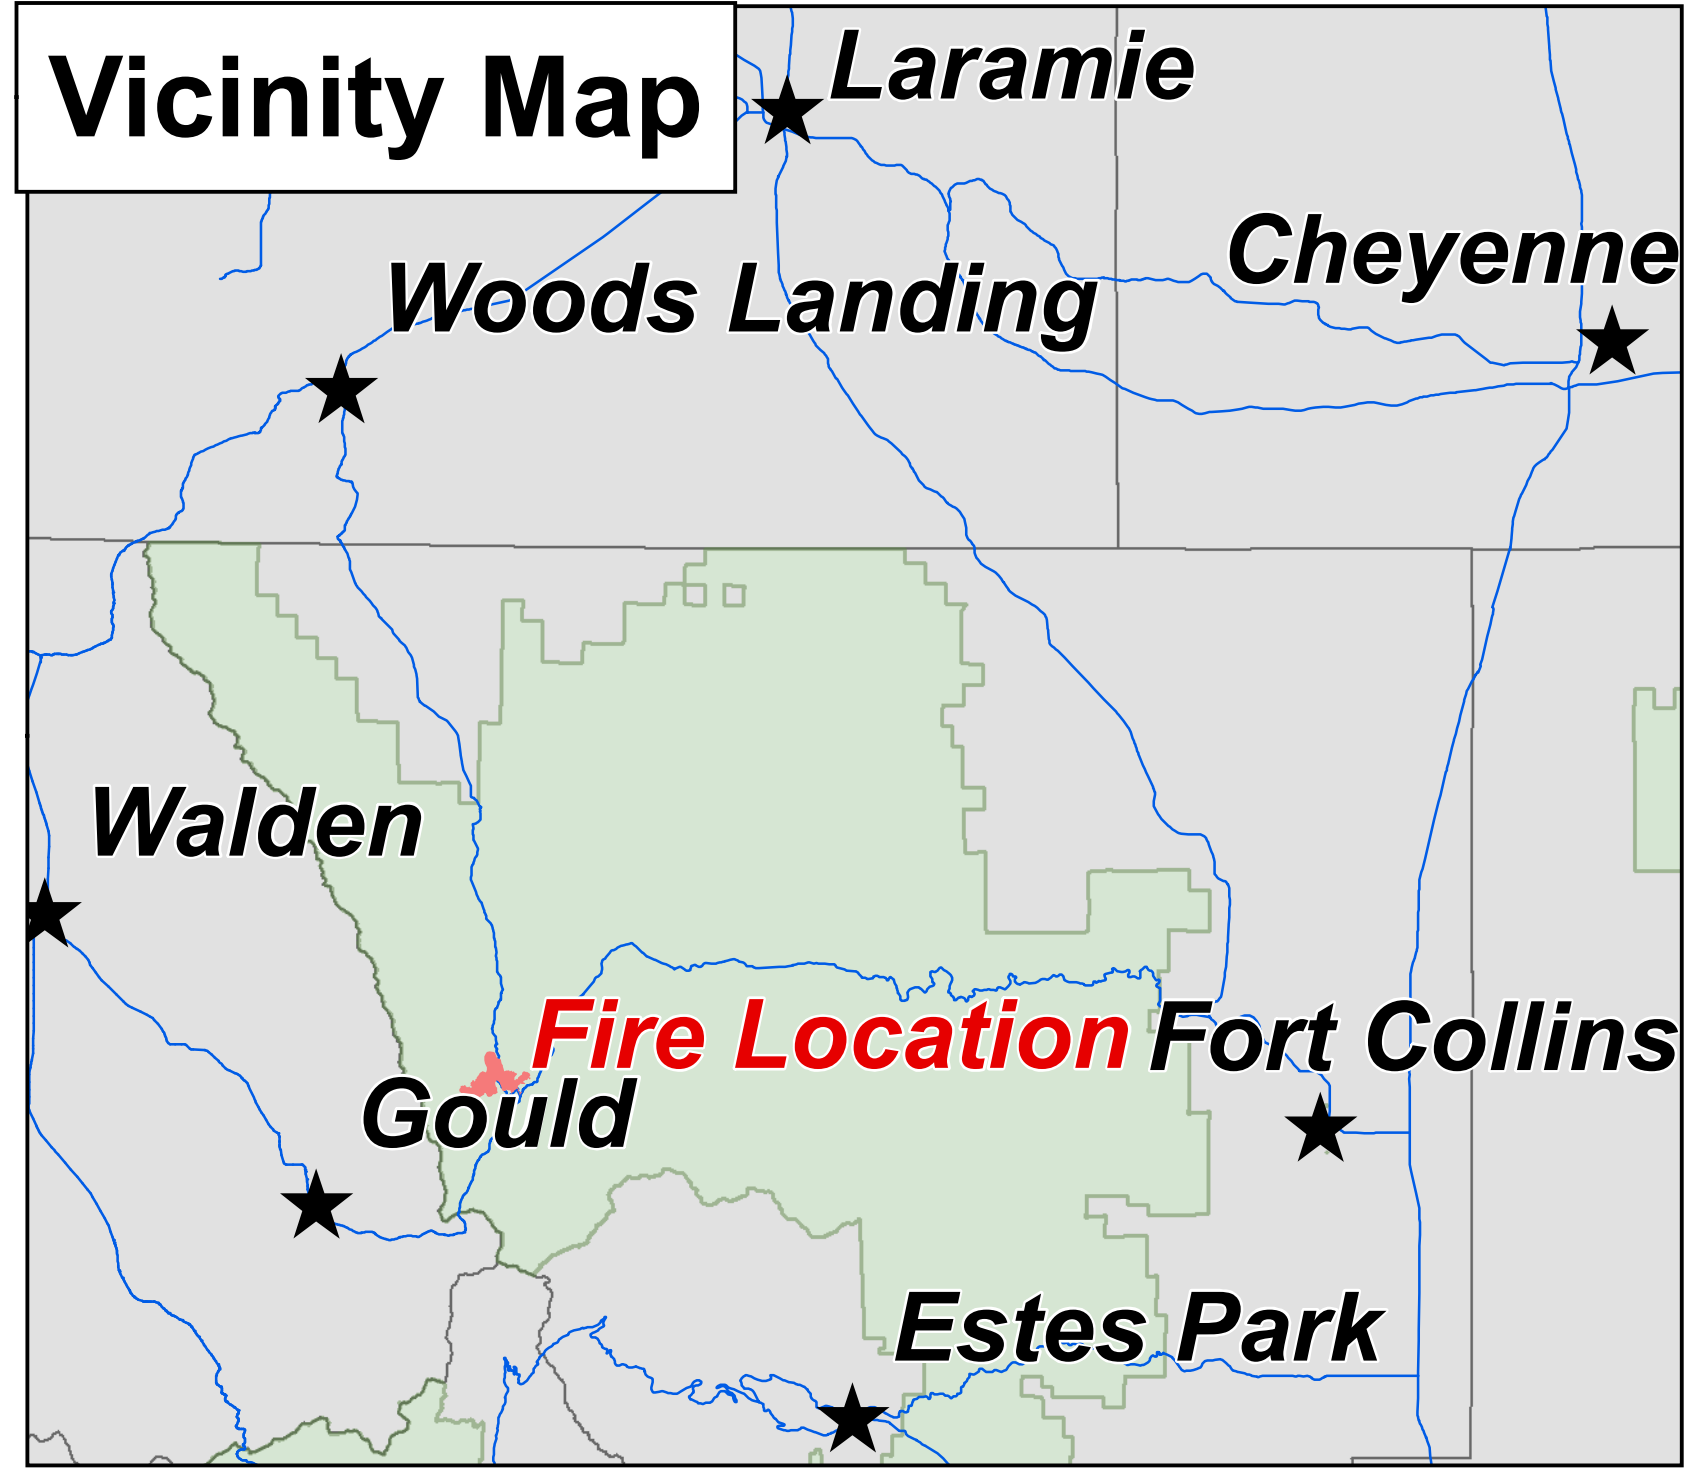 Vicinity Map
Laramie
Cheyenne
Woods Landing
Walden
Fire Location
Fort Collins
Gould
Estes Park